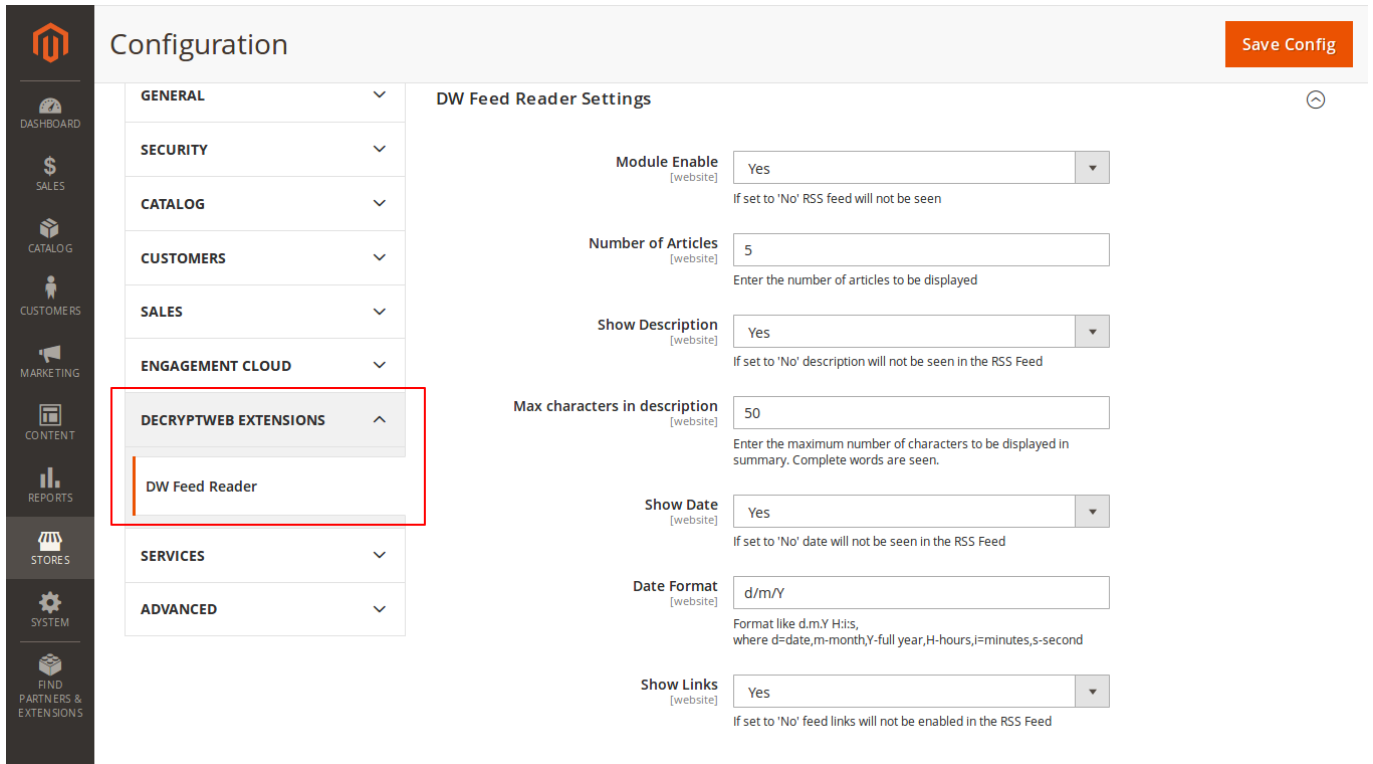 Configuration
Save Config
DASHBOARD
SALES
CATALOG
CUSTOMERS
MARKETING
CONTENT
REPORTS
STORES
SYSTEM
FIND
PARTNERS &
EXTENSIONS
GENERAL
SECURITY
CATALOG
CUSTOMERS
SALES
ENGAGEMENT CLOUD
DECRYPTWEB EXTENSIONS
DW Feed Reader
SERVICES
ADVANCED
DW Feed Reader Settings
Module Enable
[website]
Yes
If set to 'No' RSS feed will not be seen
Number of Articles
[website]
5
Enter the number of articles to be displayed
Show Description
[website]
Yes
If set to 'No' description will not be seen in the RSS Feed
Max characters in description
[website]
50
Enter the maximum number of characters to be displayed in
summary. Complete words are seen.
Show Date
[website]
Yes
If set to 'No' date will not be seen in the RSS Feed
Date Format
[website]
d/m/Y
Format like d.m.Y H:i:s,
where d=date,m-month,Y-full year,H-hours,i=minutes,s-second
Show Links
[website]
Yes
If set to 'No' feed links will not be enabled in the RSS Feed